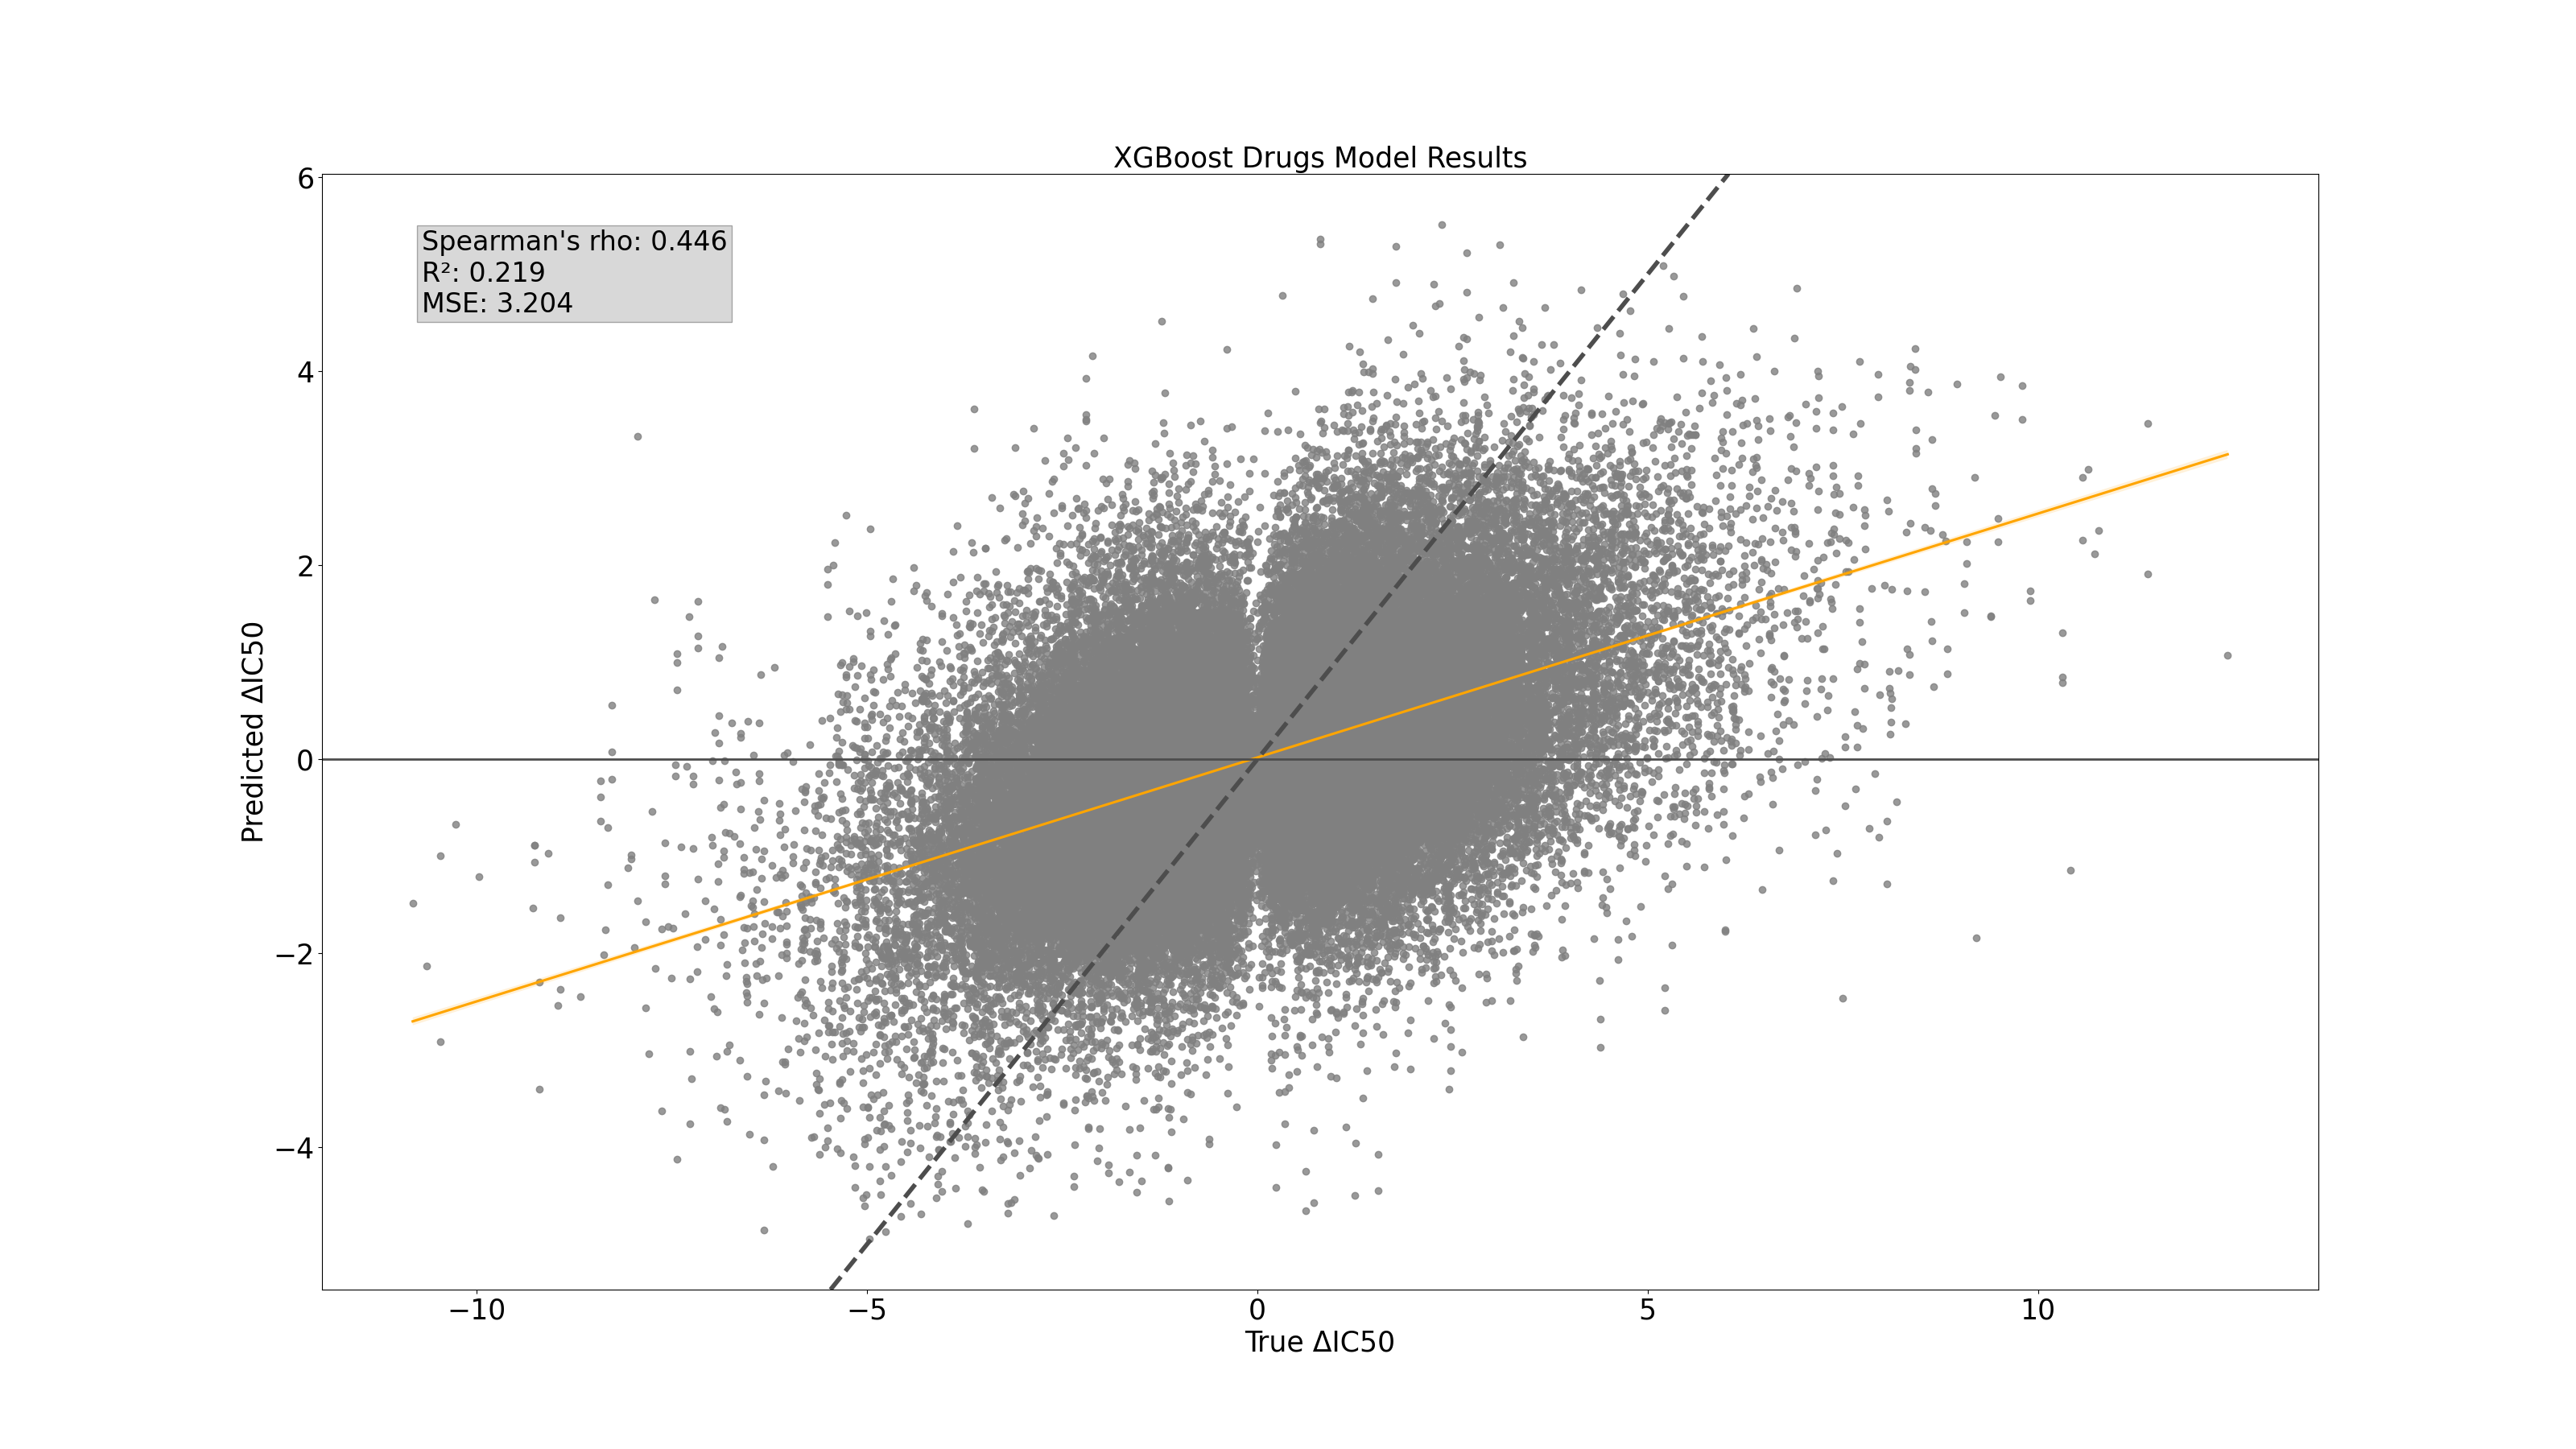 XGBoost Drugs Model Results
6
4
2
0
−2
−4
Predicted ΔIC50
Spearman's rho: 0.446
R²: 0.219
MSE: 3.204
−10
−5
0
5
10
True ΔIC50